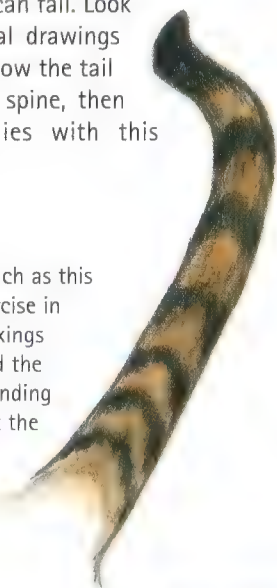 can tail. Look
al drawings
ow the tail
spine, then
ies with this
ch as this
cise in
kings
d the
nding
the